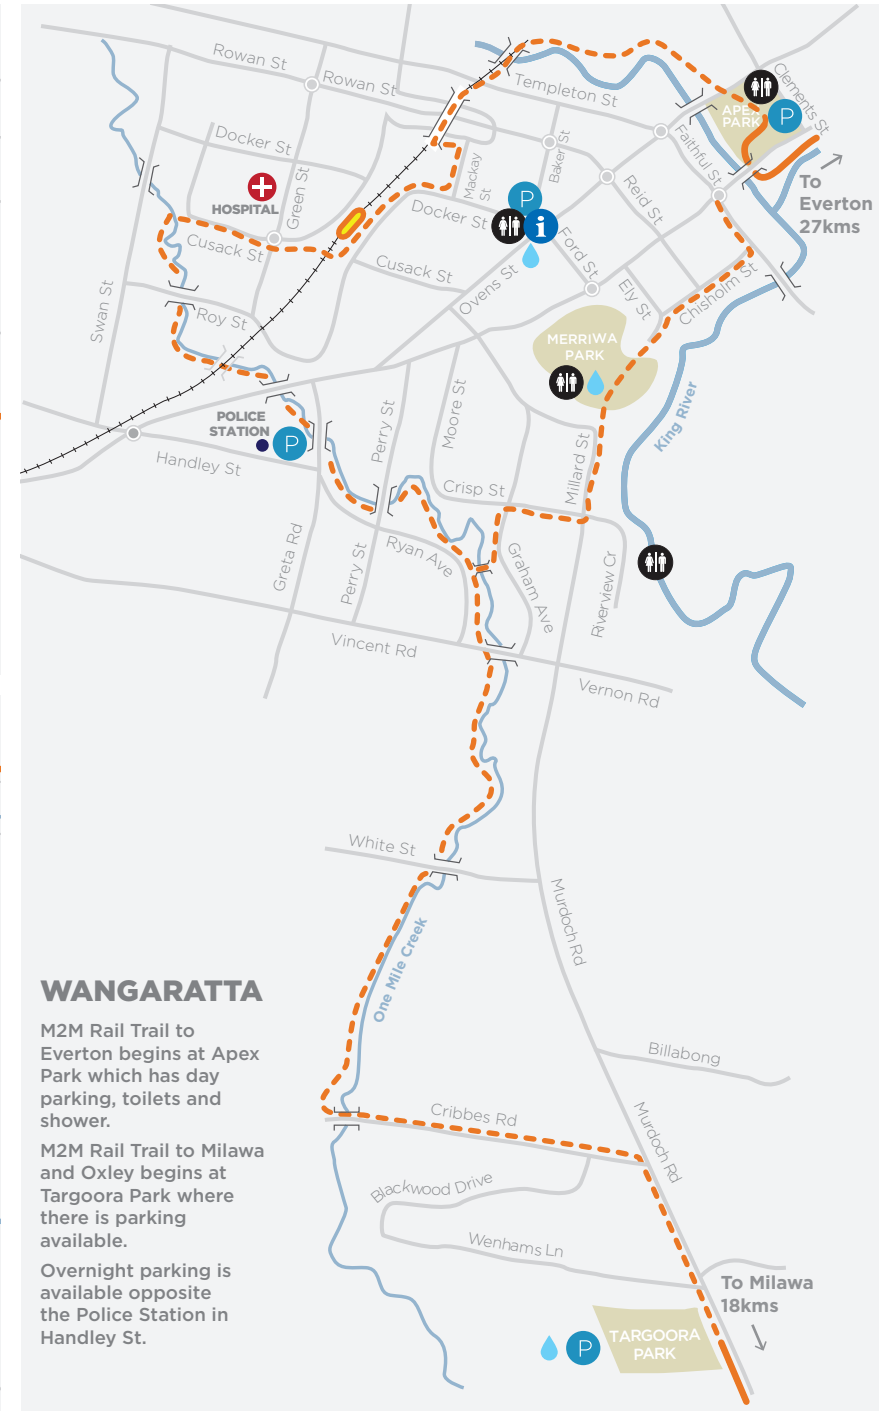 Rowan St
Rowan St
Templeton St
Clements St
APEX
PARK
P
Docker St
Mackay
St
Baker St
Faithful St
To
Everton
27kms
HOSPITAL
Green St
Docker St
P
i
Reid St
Cusack St
Cusack St
Ford St
Ovens St
Ely St
Chisholm St
Swan St
Roy St
MERRIWA
PARK
King River
POLICE
STATION
P
Perry St
Moore St
Handley St
Crisp St
Millard St
Greta Rd
Perry St
Ryan Ave
Graham Ave
Riverview Cr
Vincent Rd
Vernon Rd
White St
Murdoch Rd
One Mile Creek
WANGARATTA
M2M Rail Trail to
Everton begins at Apex
Park which has day
parking, toilets and
shower.
M2M Rail Trail to Milawa
and Oxley begins at
Targoora Park where
there is parking
available.
Overnight parking is
available opposite
the Police Station in
Handley St.
Billabong
Cribbes Rd
Murdoch Rd
Blackwood Drive
Wenhams Ln
To Milawa
18kms
P
TARGOORA
PARK